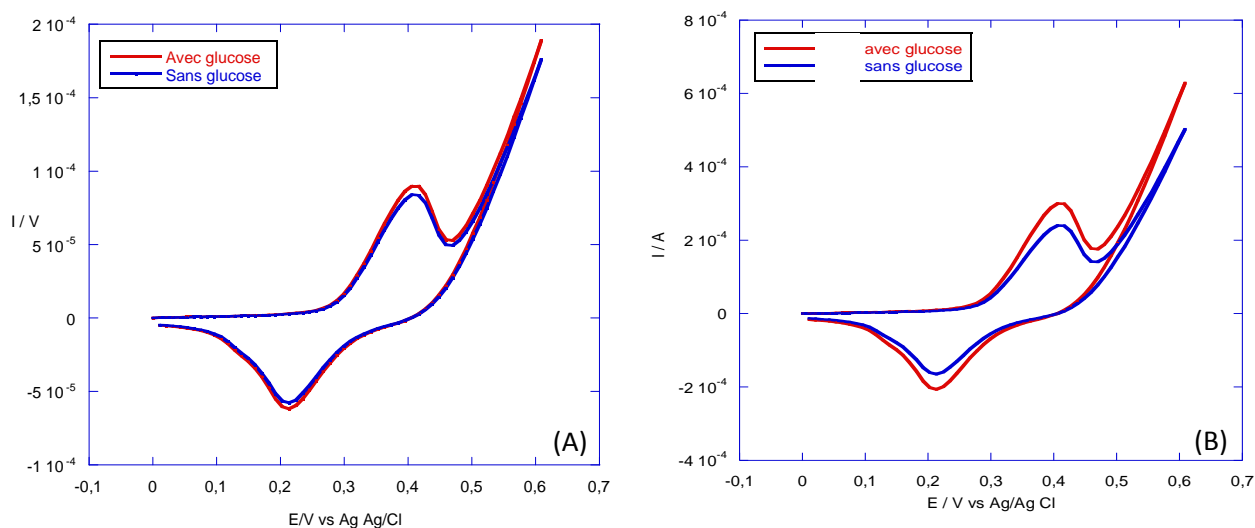 2 10⁻⁴
1,5 10⁻⁴
1 10⁻⁴
5 10⁻⁵
0
-5 10⁻⁵
-1 10⁻⁴
I / V
Avec glucose
Sans glucose
(A)
-0,1 0 0,1 0,2 0,3 0,4 0,5 0,6 0,7
E/V vs Ag Ag/Cl
8 10⁻⁴
6 10⁻⁴
4 10⁻⁴
2 10⁻⁴
0
-2 10⁻⁴
-4 10⁻⁴
I / A
avec glucose
sans glucose
(B)
-0,1 0 0,1 0,2 0,3 0,4 0,5 0,6 0,7
E / V vs Ag/Ag Cl